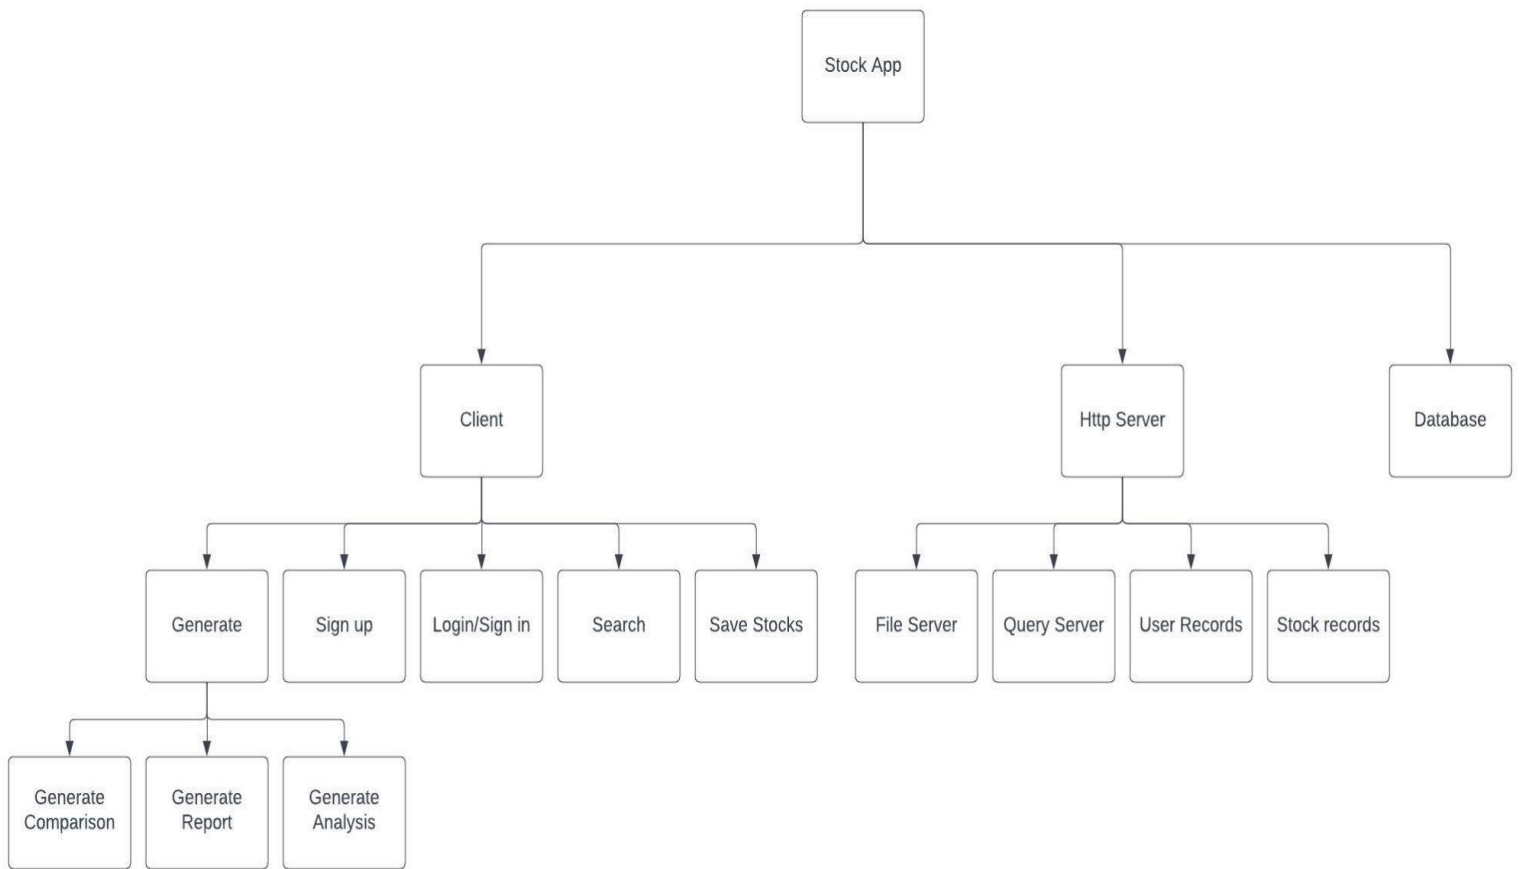 Stock App
Client
Http Server
Database
Generate
Sign up
Login/Sign in
Search
Save Stocks
File Server
Query Server
User Records
Stock records
Generate
Comparison
Generate
Report
Generate
Analysis